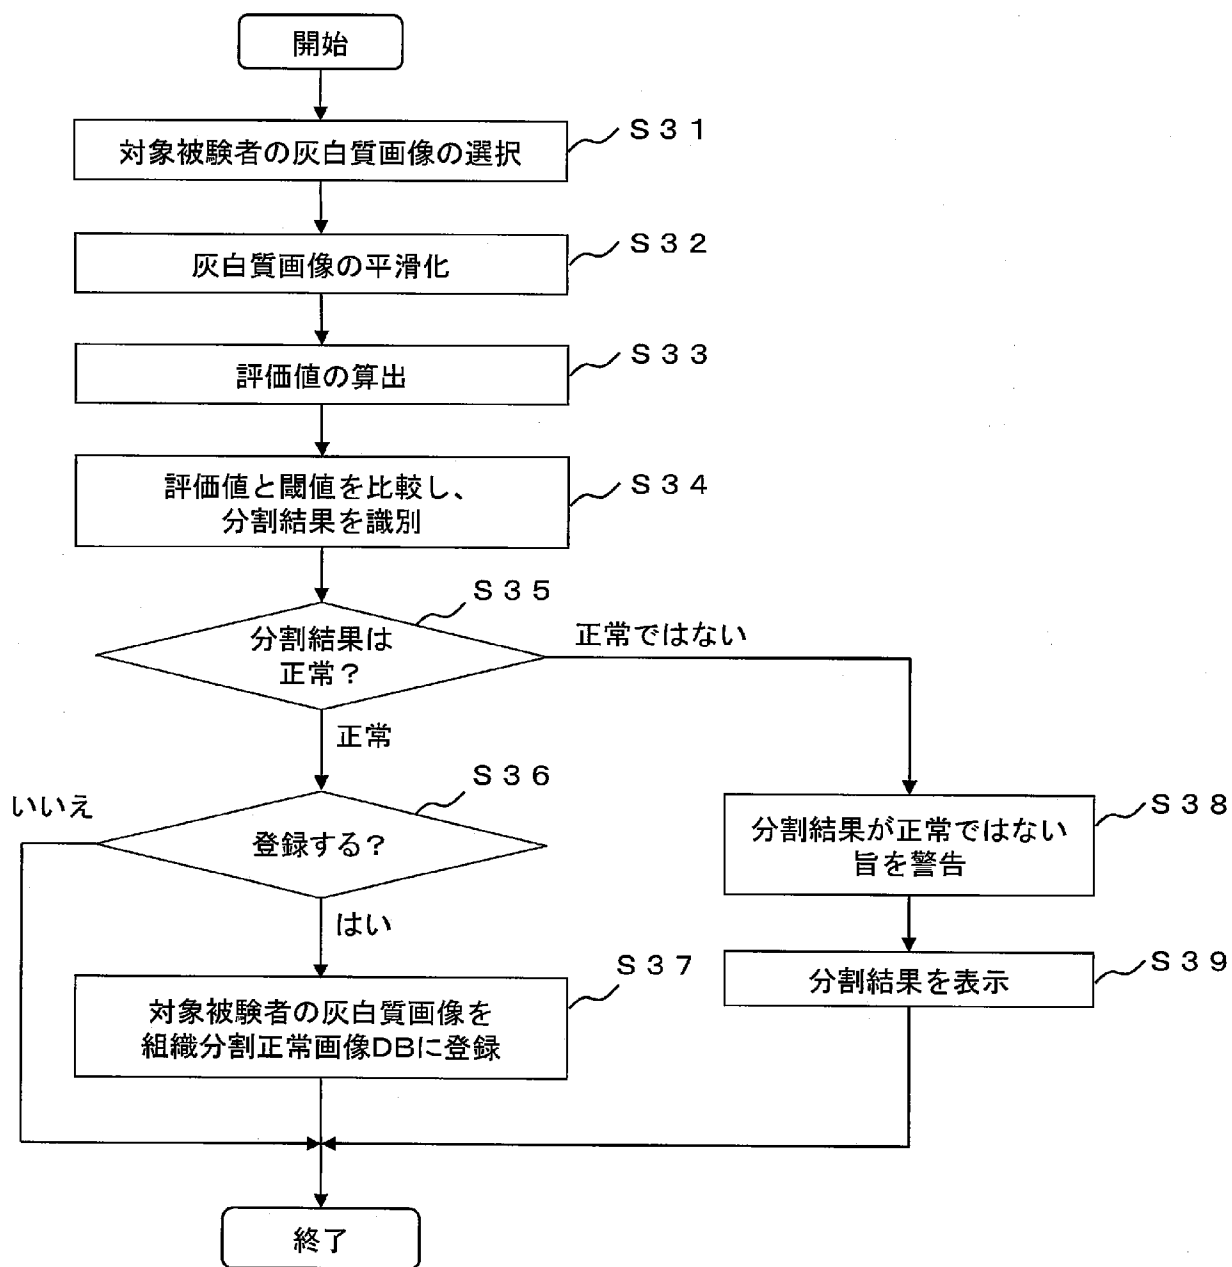 開始
S31
対象被験者の灰白質画像の選択
S32
灰白質画像の平滑化
S33
評価値の算出
S34
評価値と閾値を比較し、
分割結果を識別
S35
分割結果は
正常？
正常ではない
正常
S36
いいえ
登録する？
はい
S37
対象被験者の灰白質画像を
組織分割正常画像DBに登録
S38
分割結果が正常ではない
旨を警告
S39
分割結果を表示
終了